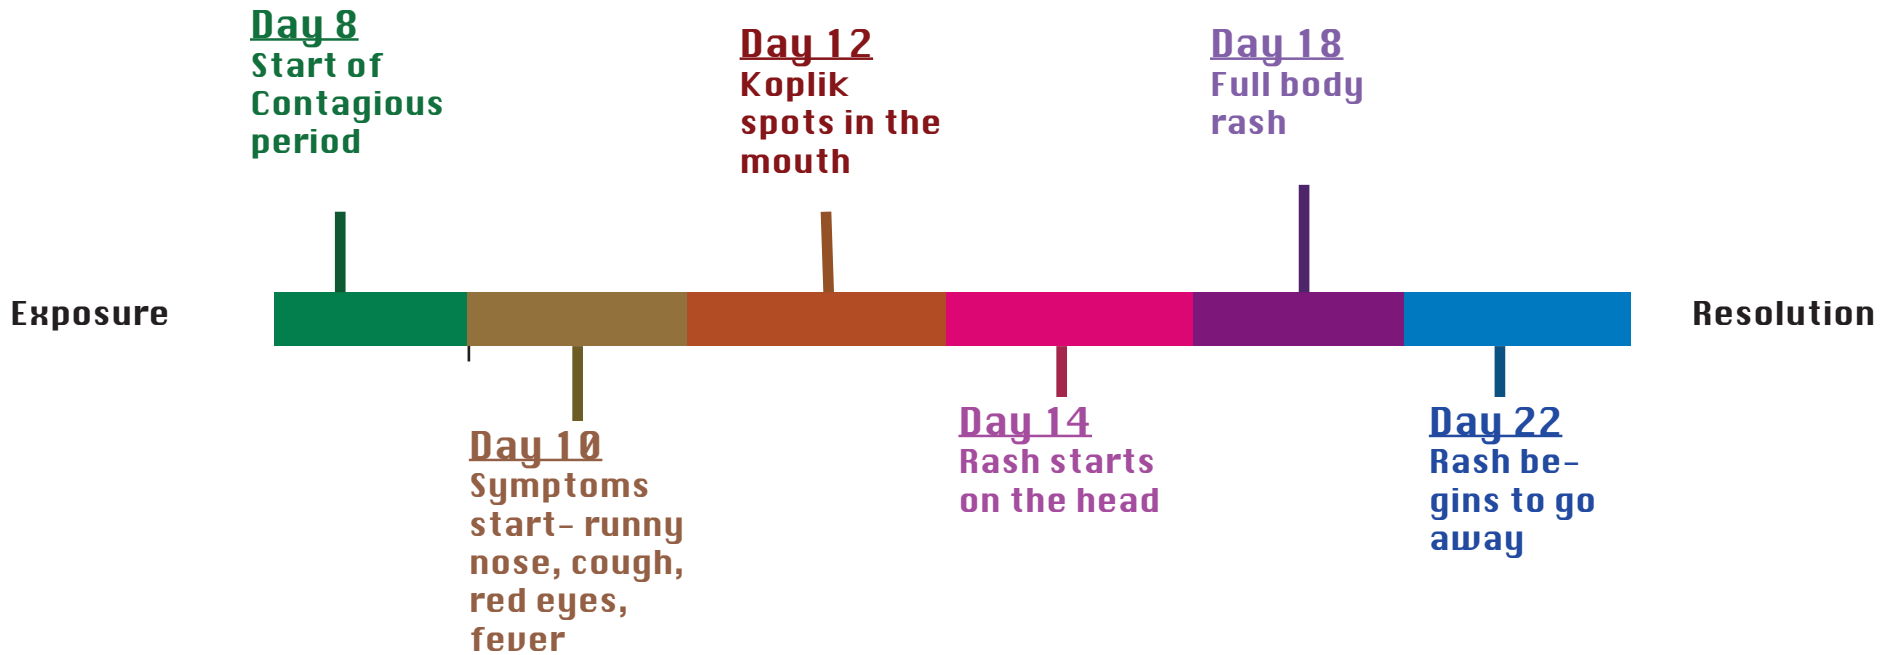 Day 8
Start of
Contagious
period
Day 12
Koplik
spots in the
mouth
Day 18
Full body
rash
Exposure
Resolution
Day 10
Symptoms
start- runny
nose, cough,
red eyes,
fever
Day 14
Rash starts
on the head
Day 22
Rash be-
gins to go
away